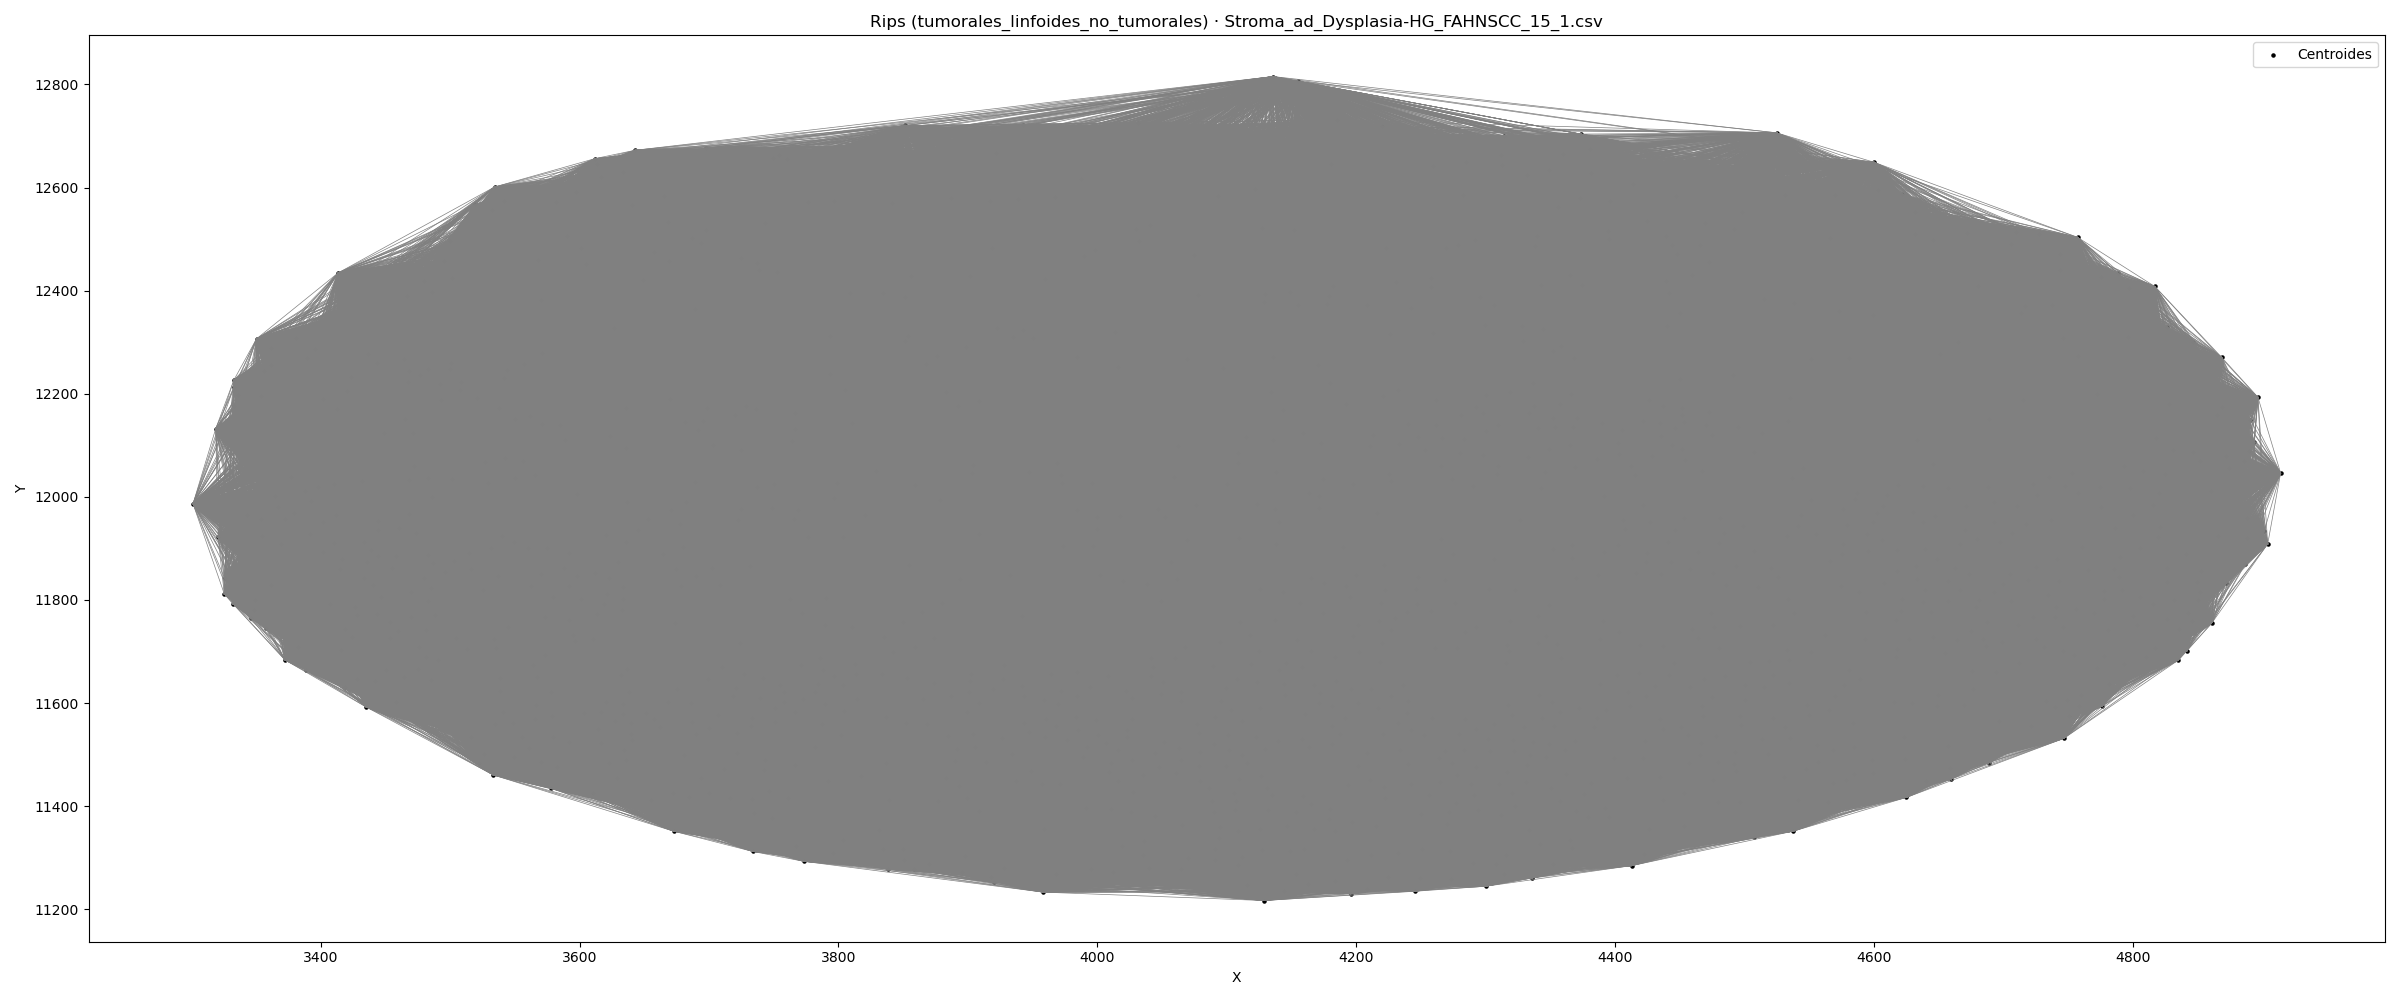 Rips (tumorales_linfoides_no_tumorales) · Stroma_ad_Dysplasia-HG_FAHNSCC_15_1.csv
Centroides
12800
12600
12400
12200
12000
11800
11600
11400
11200
Y
3400 3600 3800 4000 4200 4400 4600 4800
X